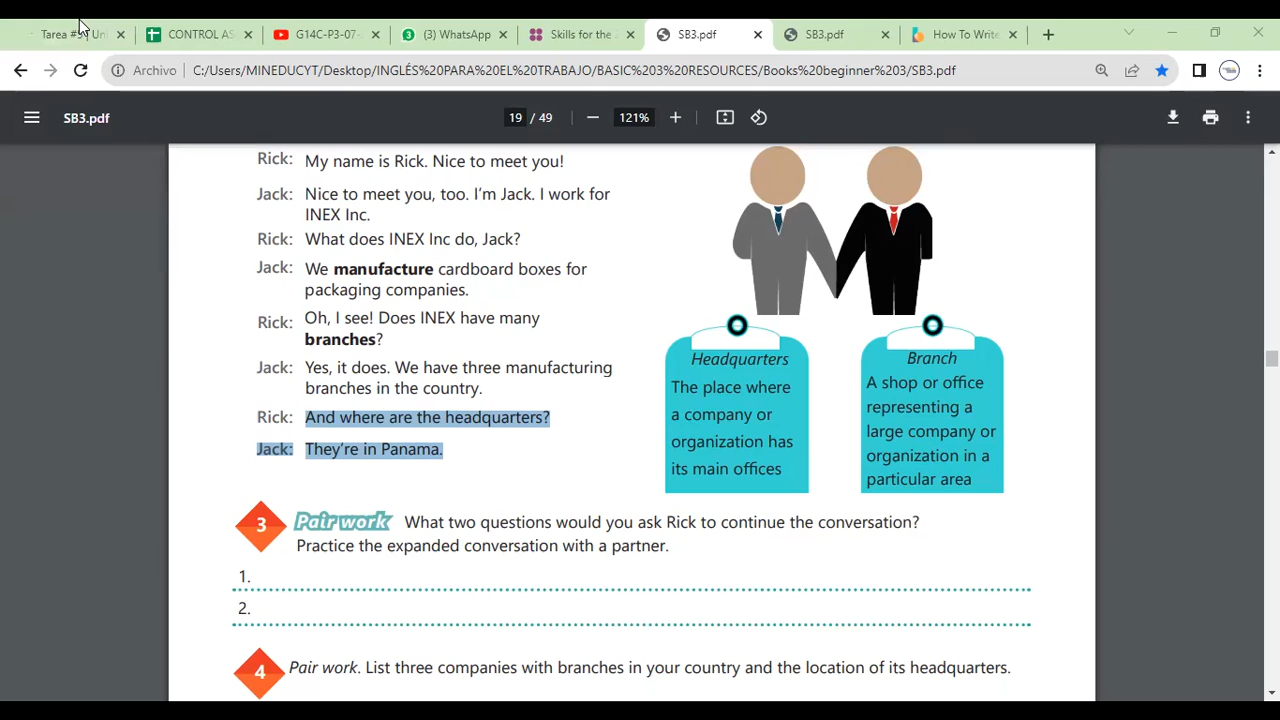 Tarea #3 | Un
CONTROL AS
G14C-P3-07-
(3) WhatsApp
Skills for the 2
SB3.pdf
SB3.pdf
How To Write
Archivo
C:/Users/MINEDUCYT/Desktop/INGLÉS%20PARA%20EL%20TRABAJO/BASIC%203%20RESOURCES/Books%20beginner%203/SB3.pdf
SB3.pdf
19 / 49
121%
Rick: My name is Rick. Nice to meet you!
Jack: Nice to meet you, too. I'm Jack. I work for
INEX Inc.
Rick: What does INEX Inc do, Jack?
Jack: We manufacture cardboard boxes for
packaging companies.
Rick: Oh, I see! Does INEX have many
branches?
Jack: Yes, it does. We have three manufacturing
branches in the country.
Rick: And where are the headquarters?
Jack: They're in Panama.
Headquarters
The place where
a company or
organization has
its main offices
Branch
A shop or office
representing a
large company or
organization in a
particular area
3 Pair work What two questions would you ask Rick to continue the conversation?
Practice the expanded conversation with a partner.
1.
2.
4 Pair work. List three companies with branches in your country and the location of its headquarters.